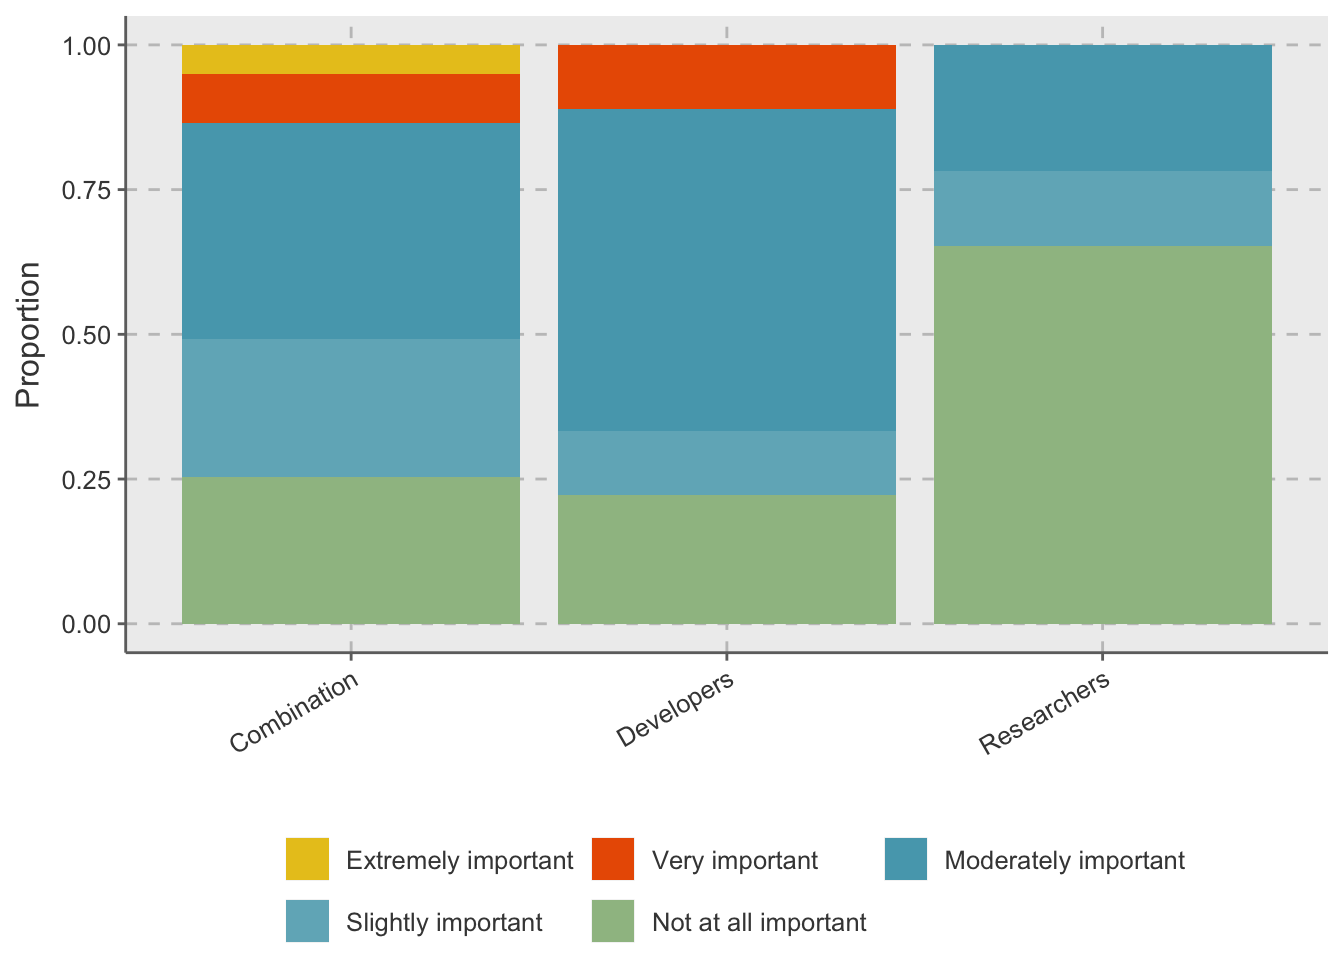 Proportion
1.00
0.75
0.50
0.25
0.00
Combination
Developers
Researchers
Extremely important
Very important
Moderately important
Slightly important
Not at all important